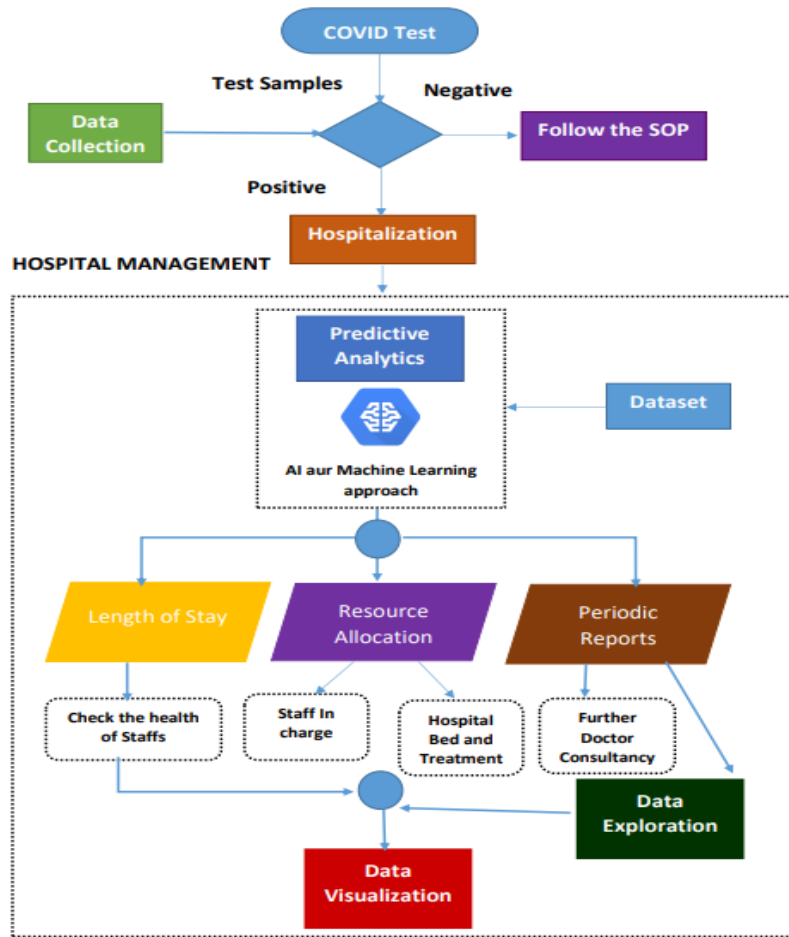 COVID Test
Test Samples
Negative
Data
Collection
Follow the SOP
Positive
Hospitalization
HOSPITAL MANAGEMENT
Predictive
Analytics
Dataset
AI aur Machine Learning
approach
Length of Stay
Resource
Allocation
Periodic
Reports
Check the health
of Staffs
Staff In
charge
Hospital
Bed and
Treatment
Further
Doctor
Consultancy
Data
Exploration
Data
Visualization